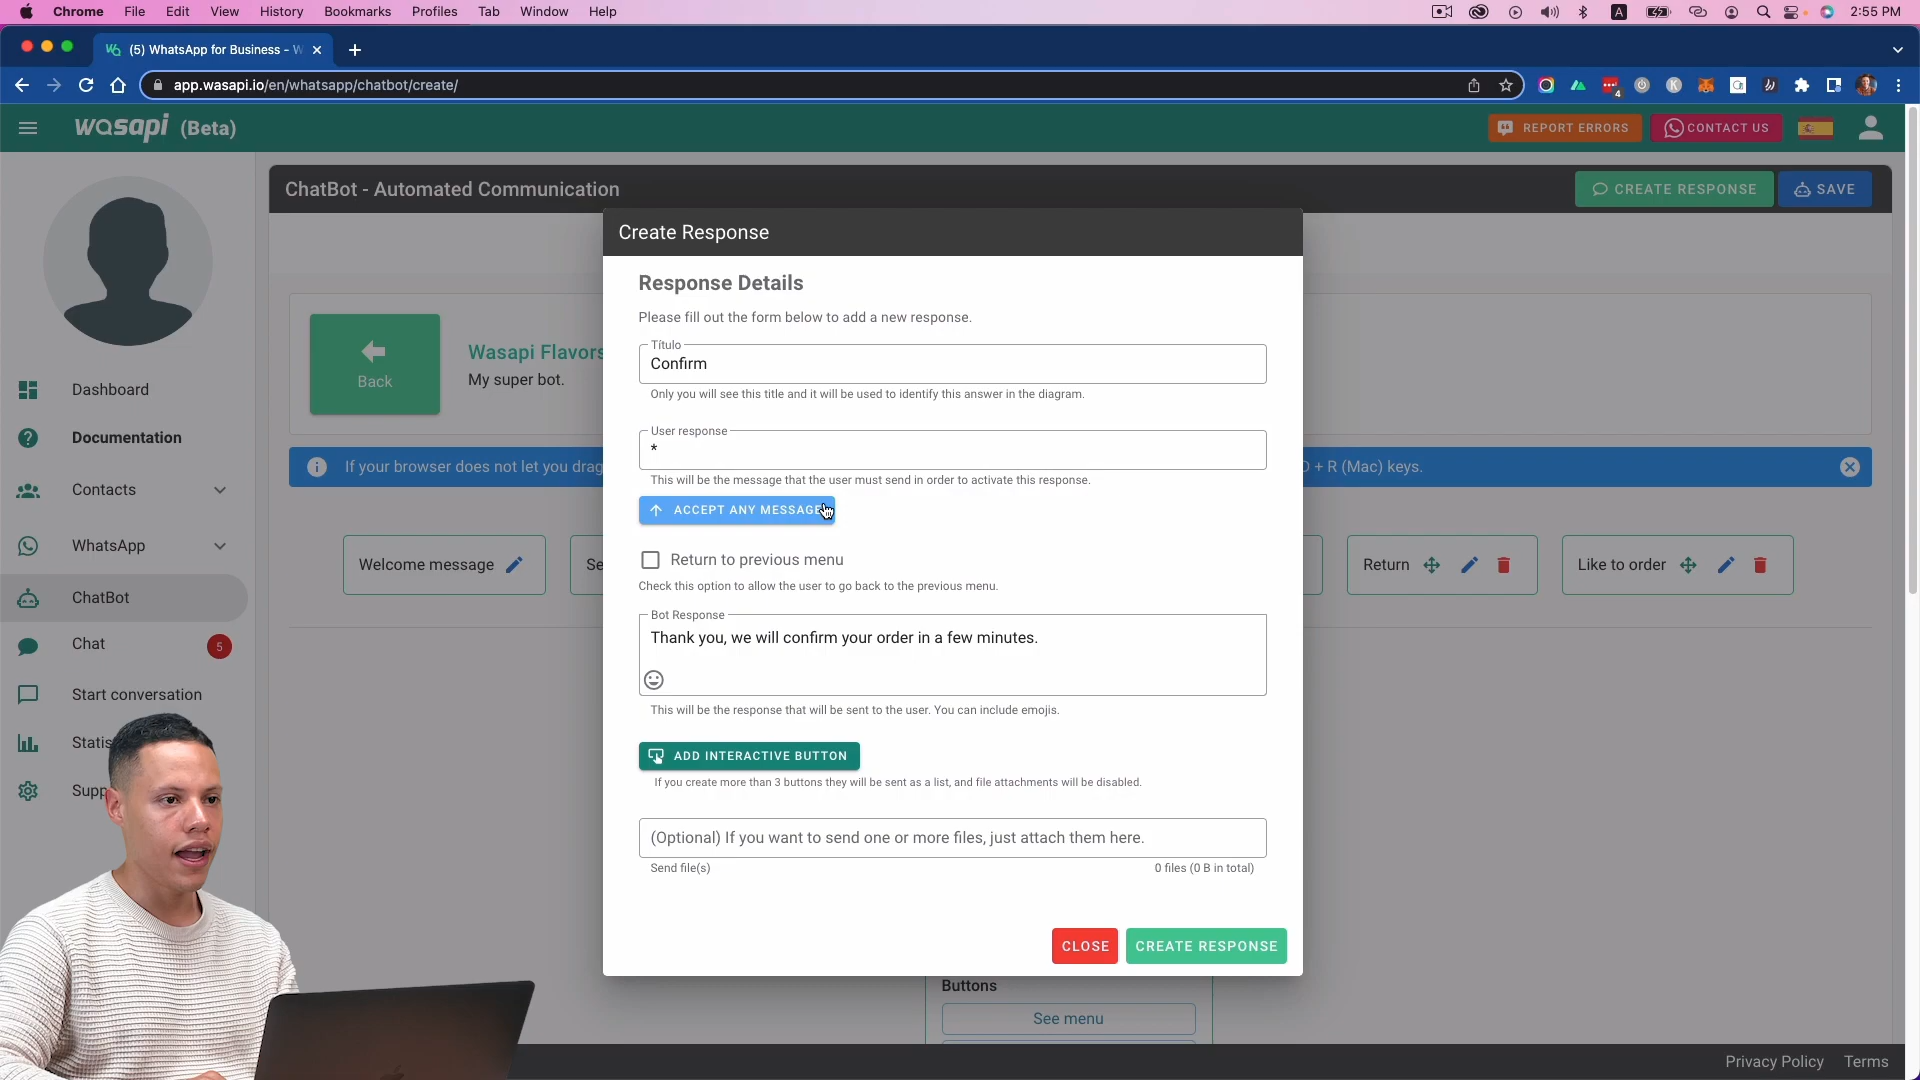 Chrome File Edit View History Bookmarks Profiles Tab Window Help
A 2:55 PM
(5) WhatsApp for Business - W
app.wasapi.io/en/whatsapp/chatbot/create/
4
wasapi (Beta)
REPORT ERRORS
CONTACT US
ChatBot - Automated Communication
CREATE RESPONSE
SAVE
Create Response
Response Details
Please fill out the form below to add a new response.
Título
Confirm
Only you will see this title and it will be used to identify this answer in the diagram.
User response
*
This will be the message that the user must send in order to activate this response.
ACCEPT ANY MESSAGE
Return to previous menu
Check this option to allow the user to go back to the previous menu.
Bot Response
Thank you, we will confirm your order in a few minutes.
This will be the response that will be sent to the user. You can include emojis.
ADD INTERACTIVE BUTTON
If you create more than 3 buttons they will be sent as a list, and file attachments will be disabled.
(Optional) If you want to send one or more files, just attach them here.
Send file(s)
0 files (0 B in total)
CLOSE
CREATE RESPONSE
Back
Wasapi Flavors
My super bot.
If your browser does not let you drag
+ R (Mac) keys.
Welcome message
Se
Return
Like to order
Buttons
See menu
Dashboard
Documentation
Contacts
WhatsApp
ChatBot
Chat
5
Start conversation
Statis
Supp
Privacy Policy
Terms